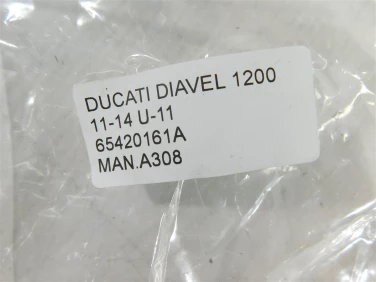 DUCATI DIAVEL 1200
11-14 U-11
65420161A
MAN.A308